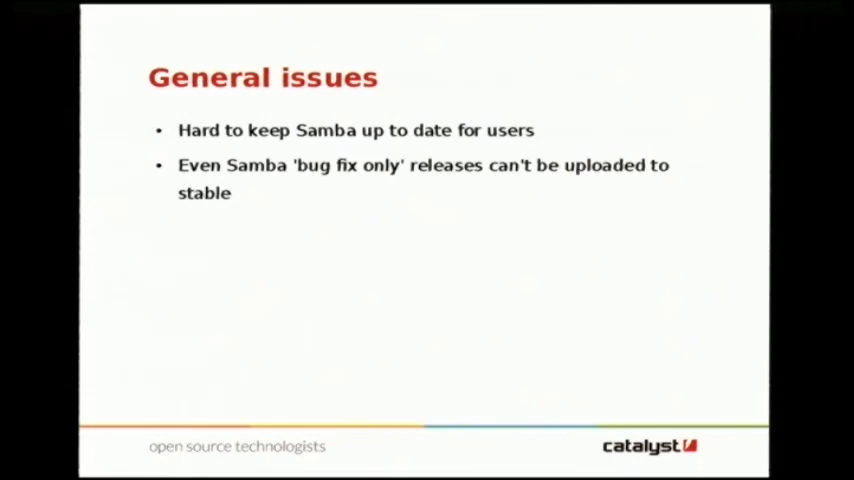 General issues
• Hard to keep Samba up to date for users
• Even Samba 'bug fix only' releases can't be uploaded to
stable
open source technologists
catalyst